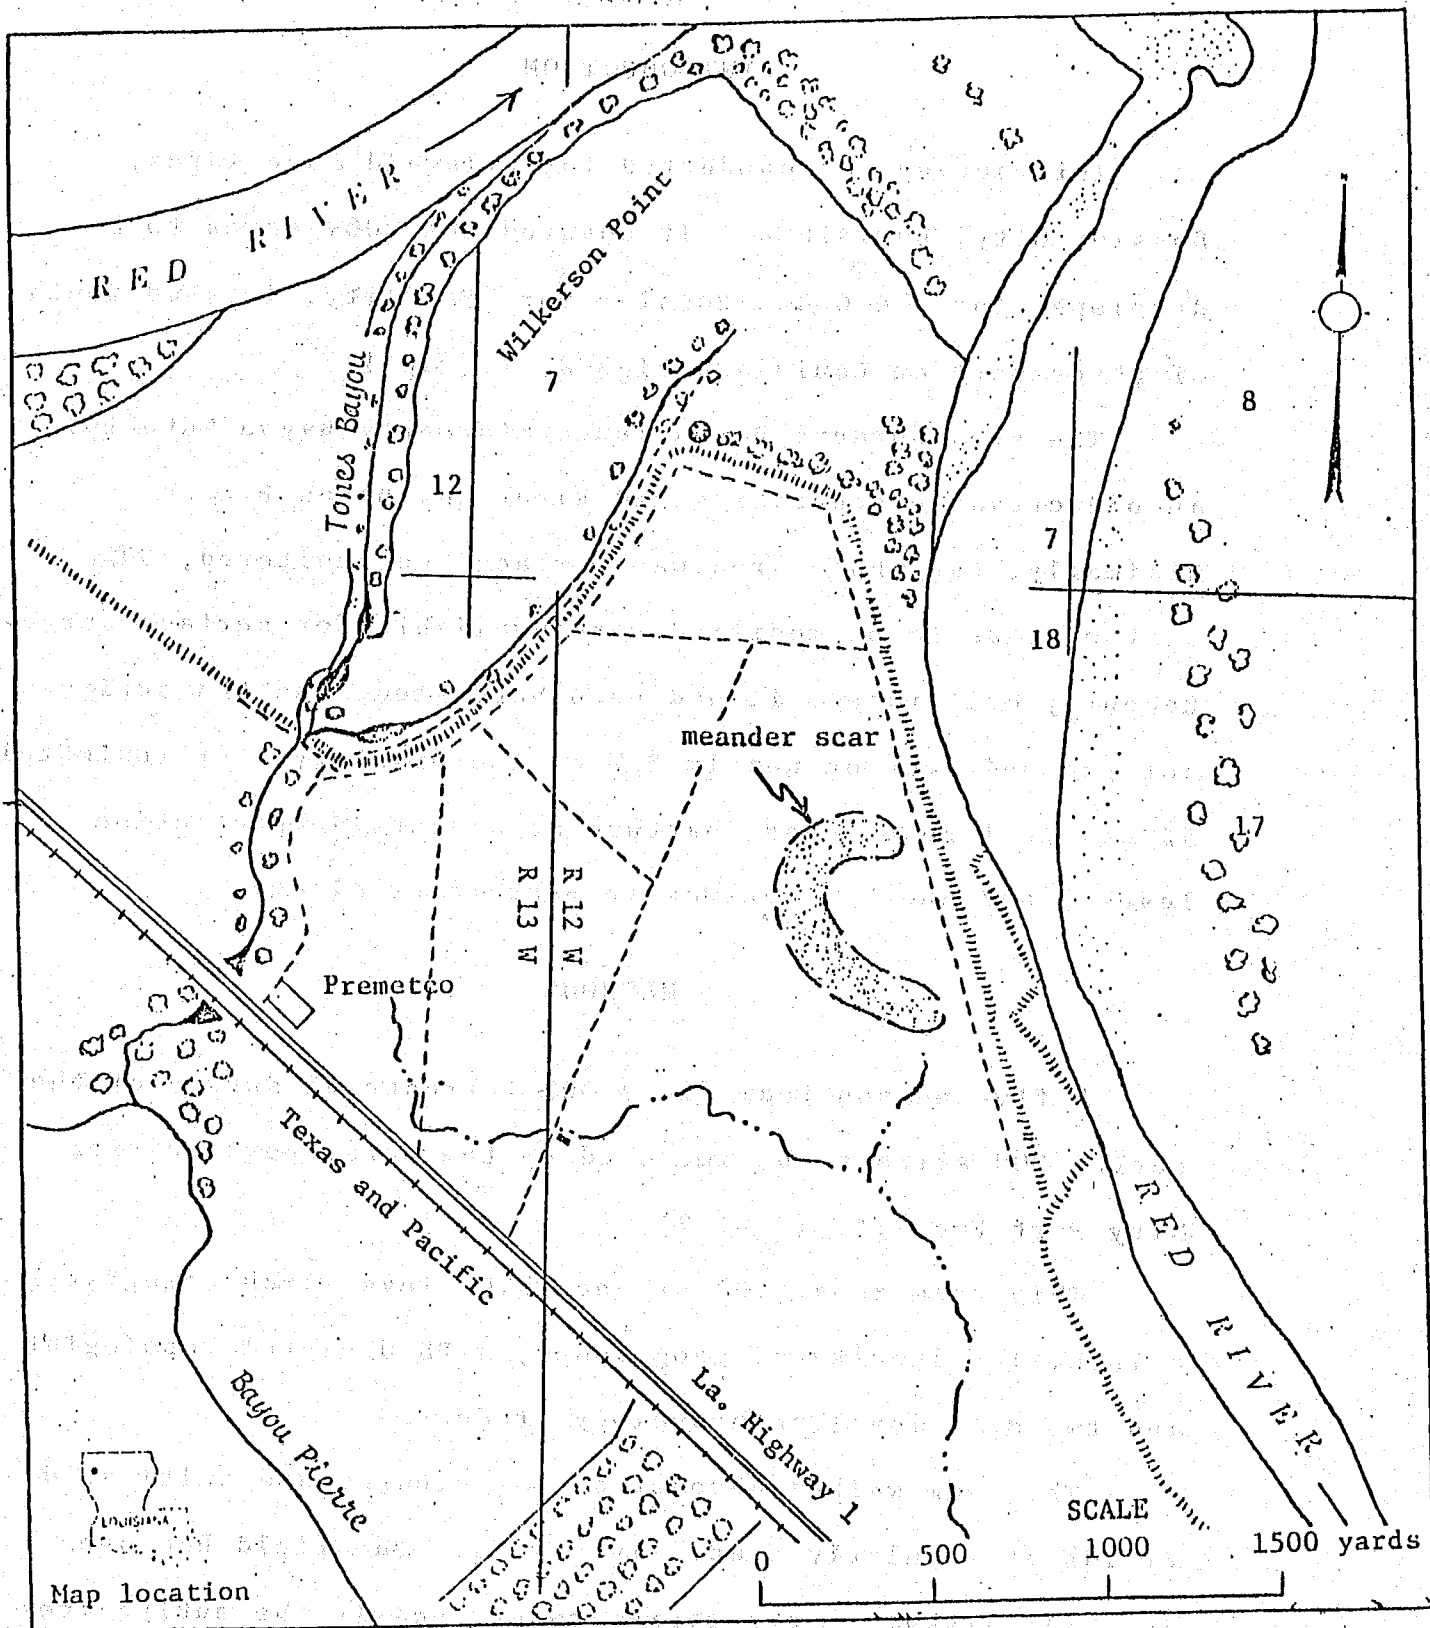 RED RIVER
Wilkerson Point
Tones Bayou
7
8
12
7
18
meander scar
17
R 13 W
R 12 W
Premetco
Texas and Pacific
RED RIVER
Bayou Pierre
La. Highway 1
LOUISIANA
Map location
SCALE
0 500 1000 1500 yards